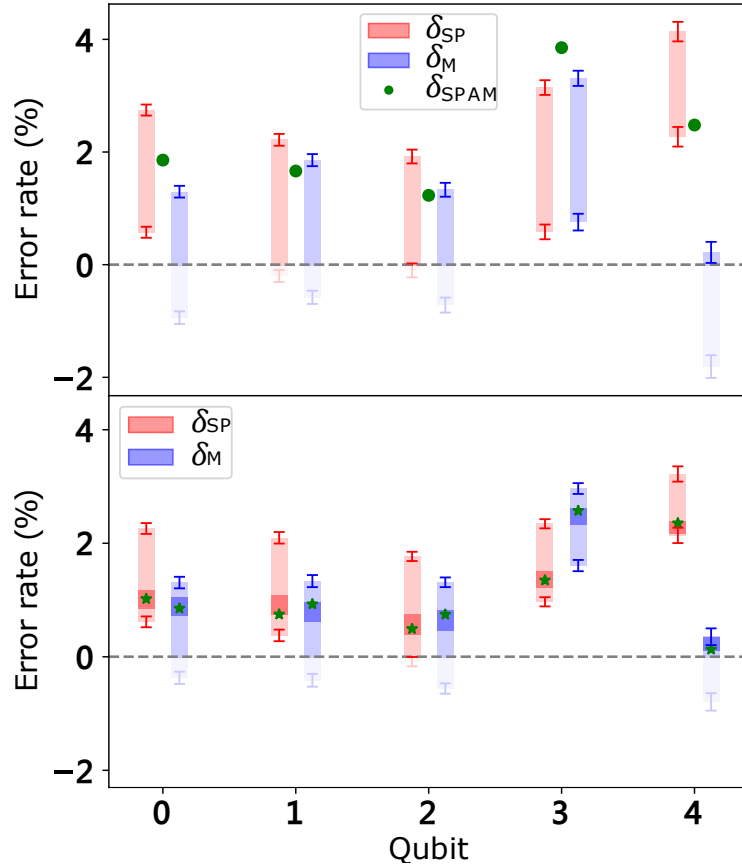 4
2
0
−2
Error rate (%)
δSP
δM
δSPAM
4
2
0
−2
Error rate (%)
δSP
δM
0 1 2 3 4
Qubit